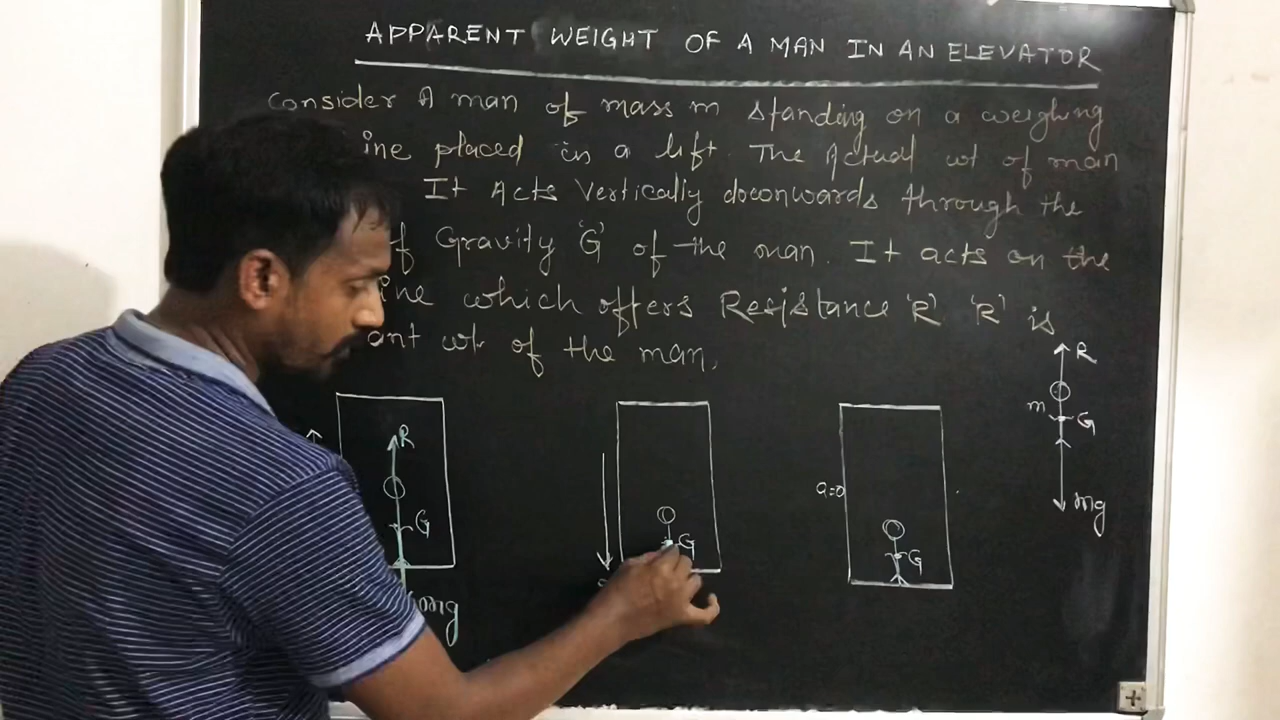 APPARENT WEIGHT OF A MAN IN AN ELEVATOR
Consider A man of mass m standing on a weighing
ine placed in a lift. The Actual wt of man
It Acts Vertically downwards through the
f Gravity 'G' of the man. It acts on the
ine which offers Resistance 'R' 'R' is
ant wt of the man.
R
m
G
mg
R
G
mg
G
a=0
G